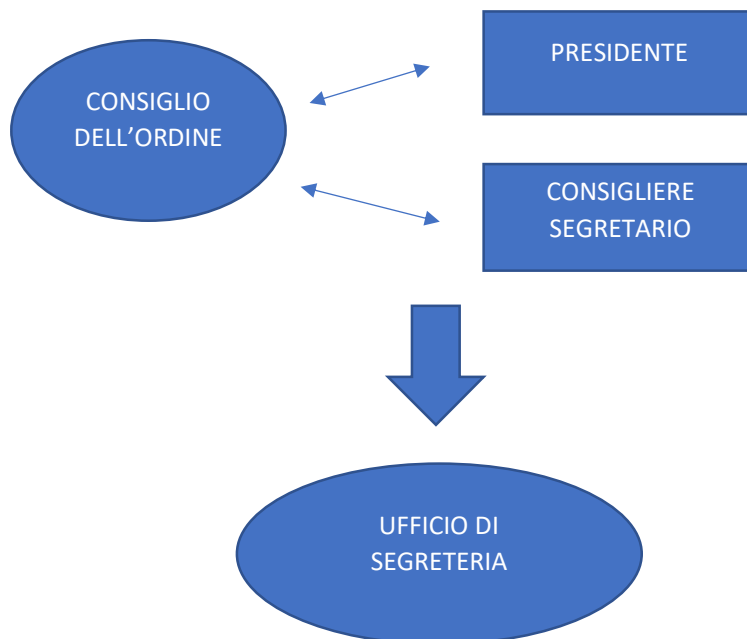 CONSIGLIO
DELL’ORDINE
PRESIDENTE
CONSIGLIERE
SEGRETARIO
UFFICIO DI
SEGRETERIA